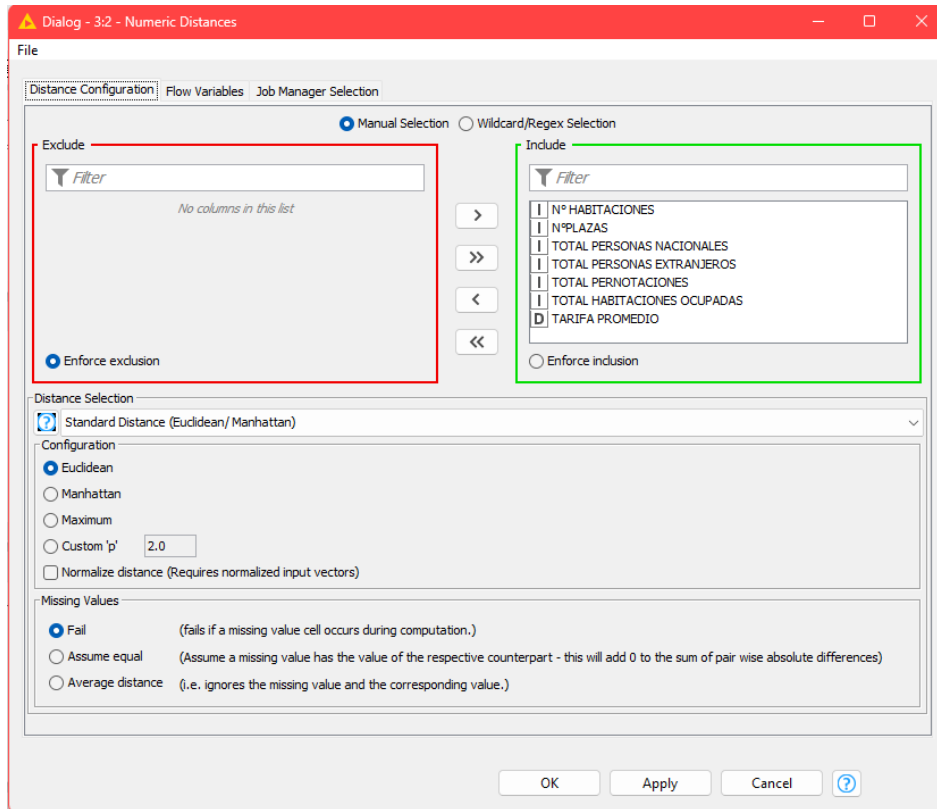 Dialog - 3:2 - Numeric Distances
File
Distance Configuration Flow Variables Job Manager Selection
Manual Selection Wildcard/Regex Selection
Exclude
Filter
No columns in this list
Enforce exclusion
Include
Filter
I Nº HABITACIONES
I NºPLAZAS
I TOTAL PERSONAS NACIONALES
I TOTAL PERSONAS EXTRANJEROS
I TOTAL PERNOTACIONES
I TOTAL HABITACIONES OCUPADAS
D TARIFA PROMEDIO
Enforce inclusion
Distance Selection
? Standard Distance (Euclidean/Manhattan)
Configuration
Euclidean
Manhattan
Maximum
Custom 'p' 2.0
Normalize distance (Requires normalized input vectors)
Missing Values
Fail (fails if a missing value cell occurs during computation.)
Assume equal (Assume a missing value has the value of the respective counterpart - this will add 0 to the sum of pair wise absolute differences)
Average distance (i.e. ignores the missing value and the corresponding value.)
OK Apply Cancel ?